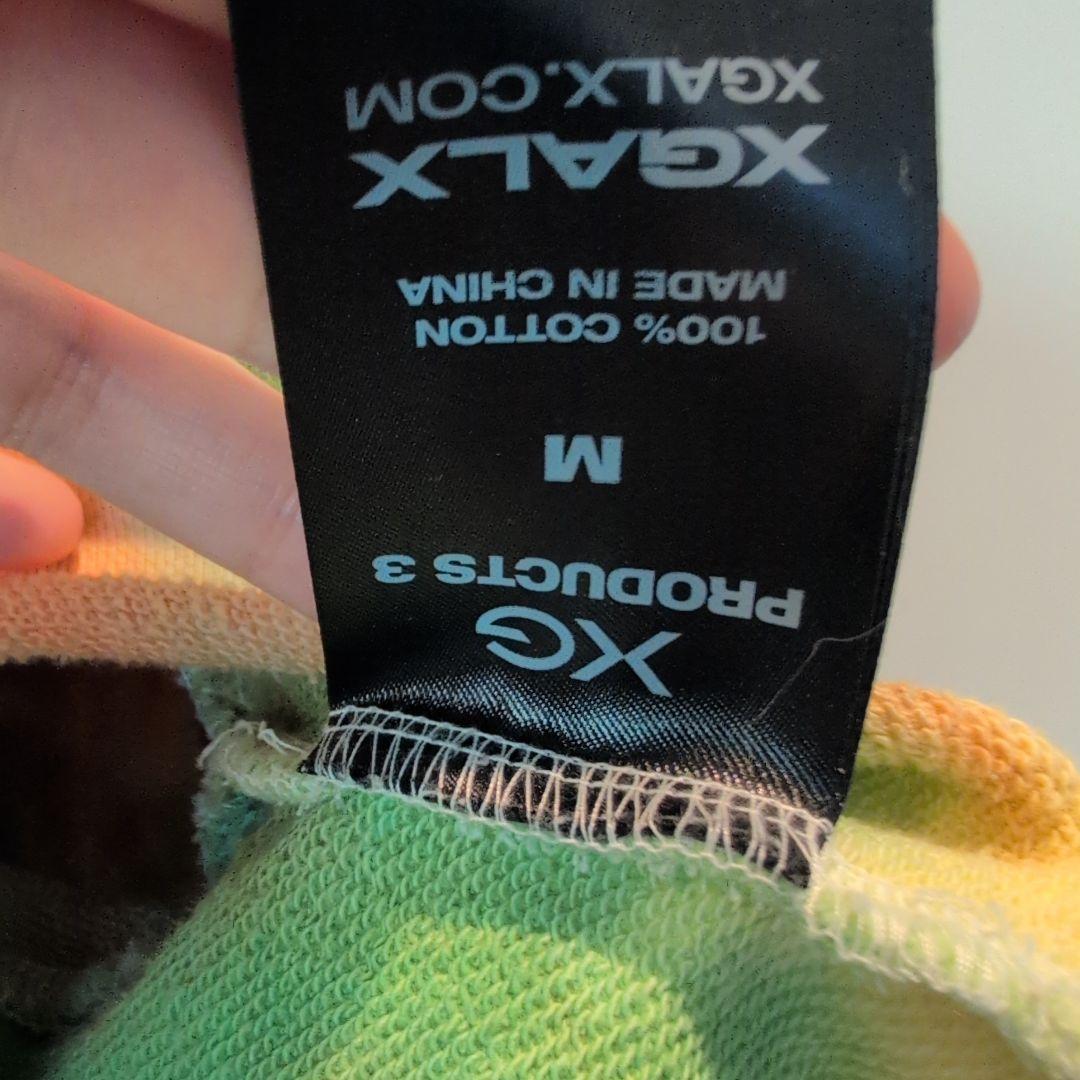 XG
PRODUCTS 3
M
100% COTTON
MADE IN CHINA
XGALX
XGALX.COM